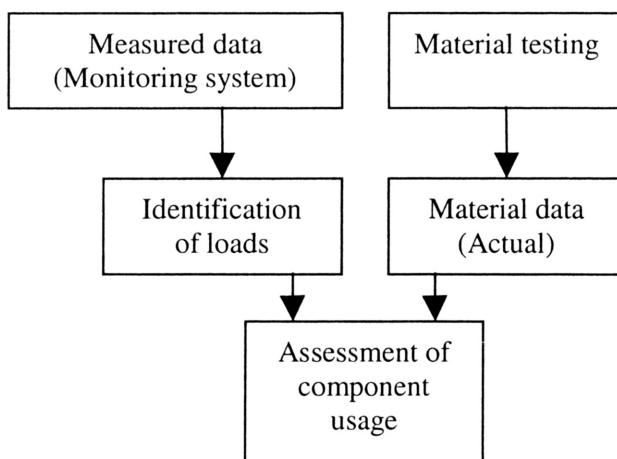 Measured data
(Monitoring system)
Material testing
Identification
of loads
Material data
(Actual)
Assessment of
component
usage